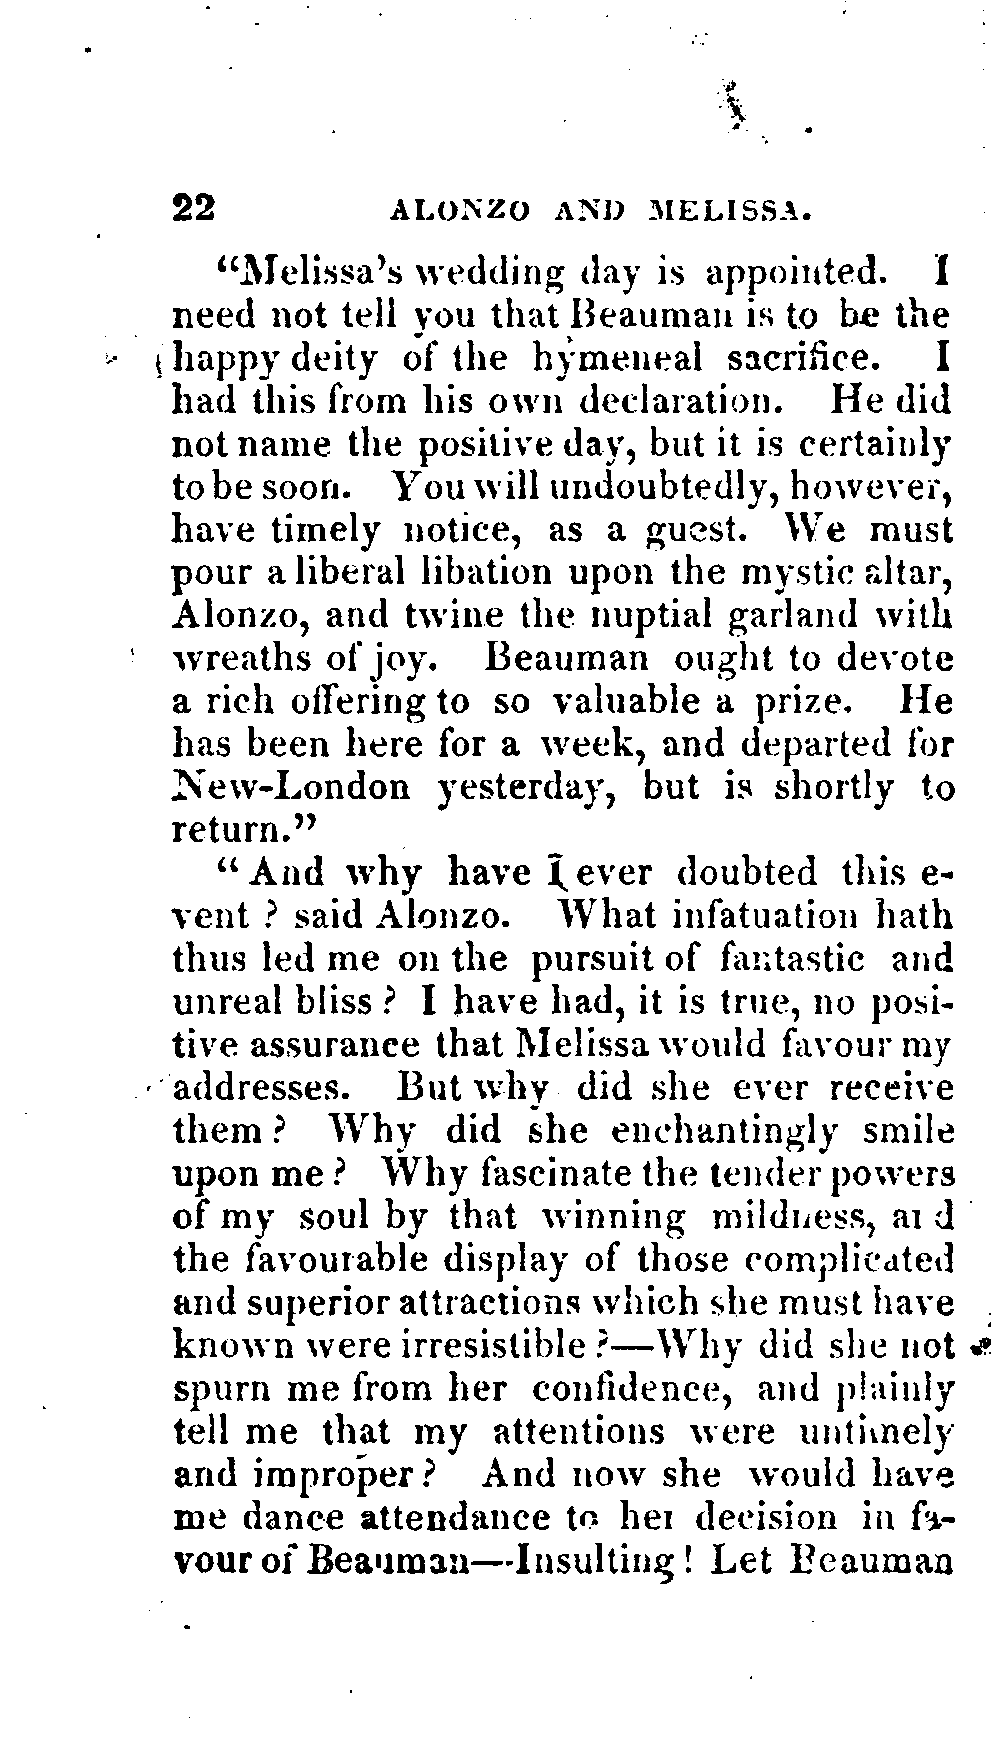 22 ALONZO AND MELISSA.
“Melissa’s wedding day is appointed. I
need not tell you that Beauman is to be the
happy deity of the hymeneal sacrifice. I
had this from his own declaration. He did
not name the positive day, but it is certainly
to be soon. You will undoubtedly, however,
have timely notice, as a guest. We must
pour a liberal libation upon the mystic altar,
Alonzo, and twine the nuptial garland with
wreaths of joy. Beauman ought to devote
a rich offering to so valuable a prize. He
has been here for a week, and departed for
New-London yesterday, but is shortly to
return.”
“ And why have I ever doubted this e-
vent ? said Alonzo. What infatuation hath
thus led me on the pursuit of fantastic and
unreal bliss ? I have had, it is true, no posi-
tive assurance that Melissa would favour my
addresses. But why did she ever receive
them ? Why did she enchantingly smile
upon me ? Why fascinate the tender powers
of my soul by that winning mildness, and
the favourable display of those complicated
and superior attractions which she must have
known were irresistible ?—Why did she not
spurn me from her confidence, and plainly
tell me that my attentions were untimely
and improper ? And now she would have
me dance attendance to her decision in fa-
vour of Beauman—Insulting ! Let Beauman